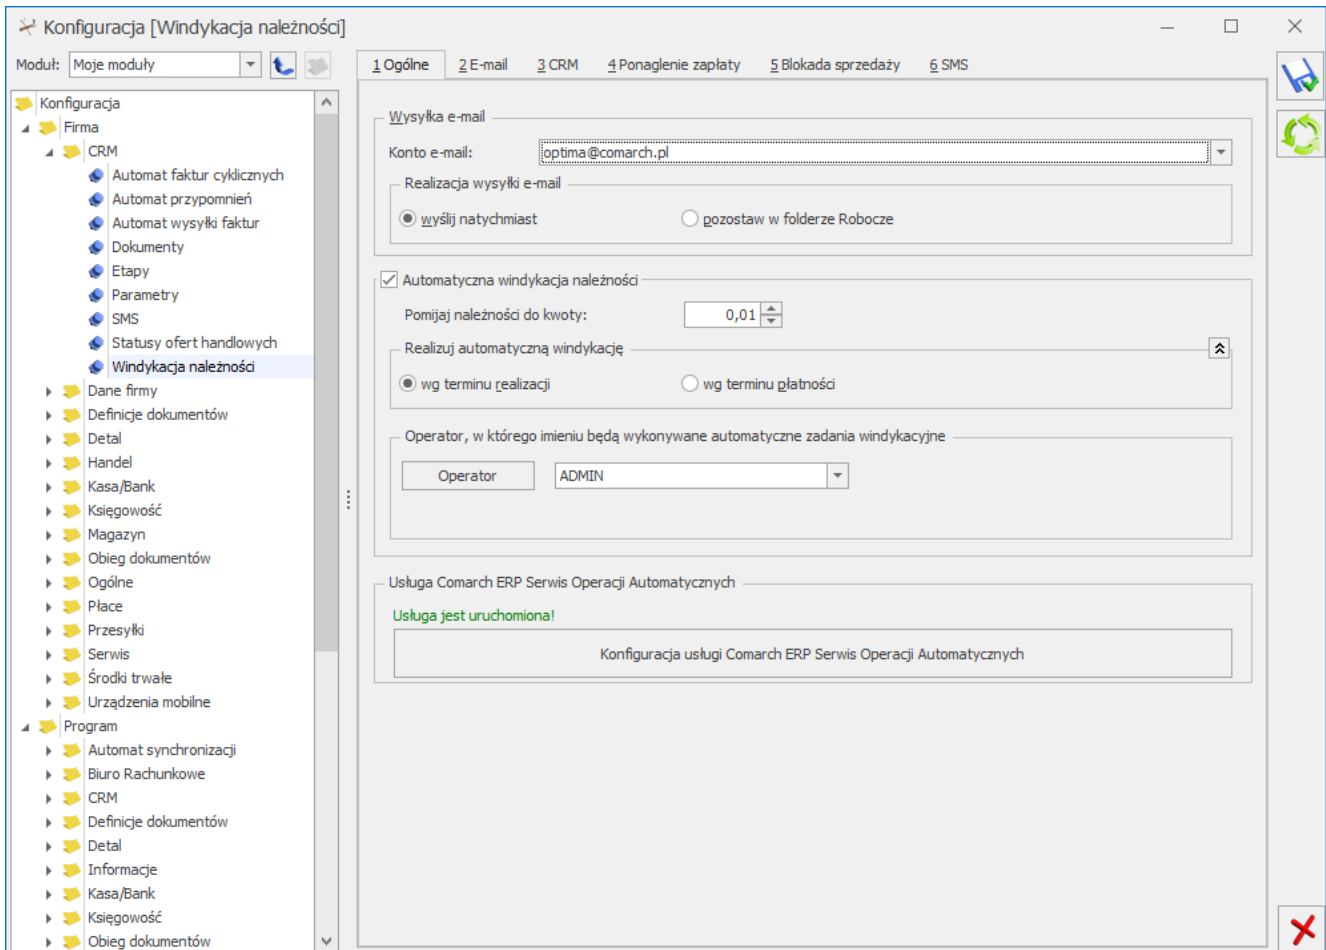 Konfiguracja [Windykacja należności]
Moduł: Moje moduły
Konfiguracja
Firma
CRM
Automat faktur cyklicznych
Automat przypomnień
Automat wysyłki faktur
Dokumenty
Etapy
Parametry
SMS
Statusy ofert handlowych
Windykacja należności
Dane firmy
Definicje dokumentów
Detal
Handel
Kasa/Bank
Księgowość
Magazyn
Obieg dokumentów
Ogólne
Płace
Przesyłki
Serwis
Środki trwałe
Urządzenia mobilne
Program
Automat synchronizacji
Biuro Rachunkowe
CRM
Definicje dokumentów
Detal
Informacje
Kasa/Bank
Księgowość
Obieg dokumentów
1 Ogólne 2 E-mail 3 CRM 4 Ponaglenie zapłaty 5 Blokada sprzedaży 6 SMS
Wysyłka e-mail
Konto e-mail: optima@comarch.pl
Realizacja wysyłki e-mail
wyślij natychmiast pozostaw w folderze Robocze
Automatyczna windykacja należności
Pomijaj należności do kwoty: 0,01
Realizuj automatyczną windykację
wg terminu realizacji wg terminu płatności
Operator, w którego imieniu będą wykonywane automatyczne zadania windykacyjne
Operator ADMIN
Usługa Comarch ERP Serwis Operacji Automatycznych
Usługa jest uruchomiona!
Konfiguracja usługi Comarch ERP Serwis Operacji Automatycznych